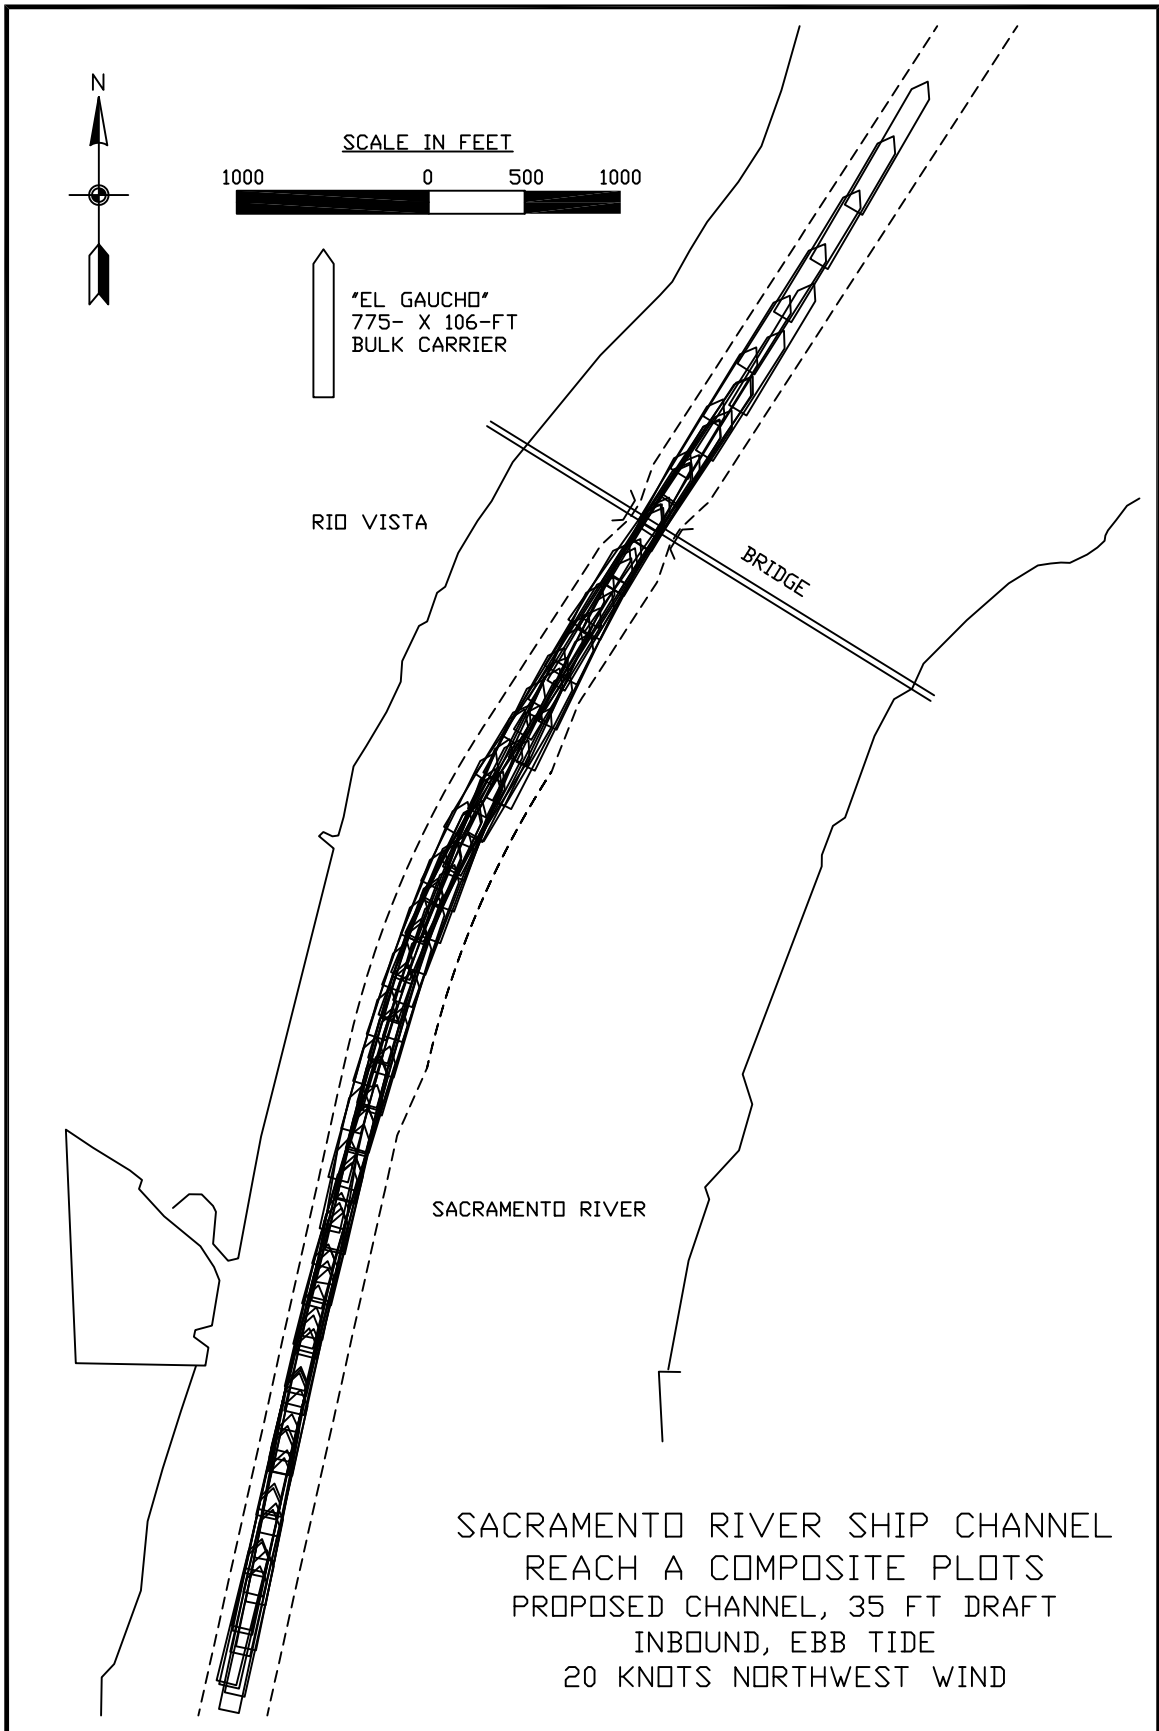 N
SCALE IN FEET
1000 0 500 1000
"EL GAUCHO"
775- X 106-FT
BULK CARRIER
RIO VISTA
BRIDGE
SACRAMENTO RIVER
SACRAMENTO RIVER SHIP CHANNEL
REACH A COMPOSITE PLOTS
PROPOSED CHANNEL, 35 FT DRAFT
INBOUND, EBB TIDE
20 KNOTS NORTHWEST WIND